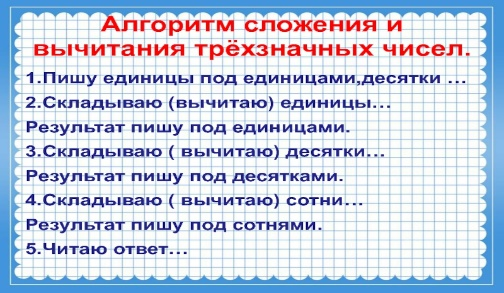 Алгоритм сложения и
вычитания трёхзначных чисел.
1.Пишу единицы под единицами,десятки ...
2.Складываю (вычитаю) единицы...
Результат пишу под единицами.
3.Складываю ( вычитаю) десятки...
Результат пишу под десятками.
4.Складываю ( вычитаю) сотни...
Результат пишу под сотнями.
5.Читаю ответ...